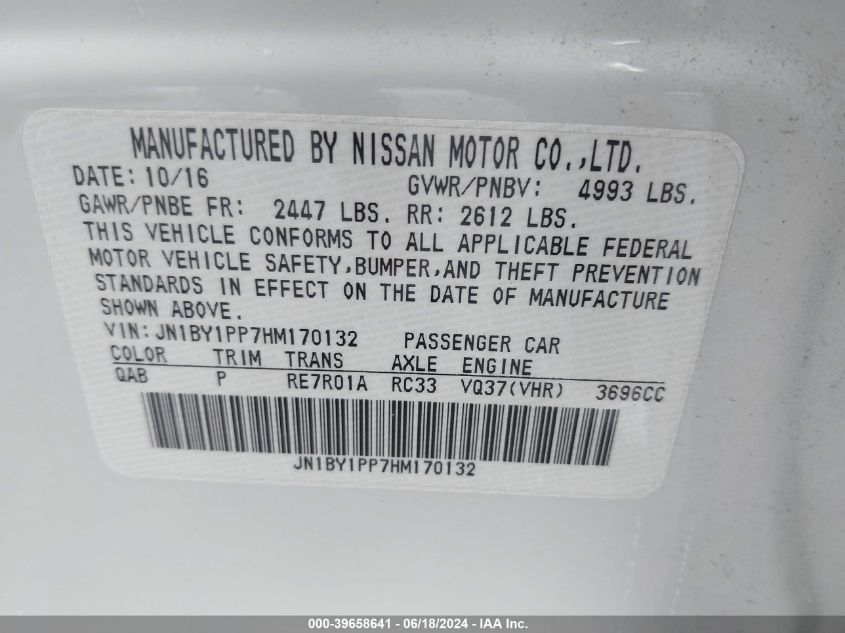 MANUFACTURED BY NISSAN MOTOR CO.,LTD.
DATE: 10/16 GVWR/PNBV: 4993 LBS.
GAWR/PNBE FR: 2447 LBS. RR: 2612 LBS.
THIS VEHICLE CONFORMS TO ALL APPLICABLE FEDERAL
MOTOR VEHICLE SAFETY,BUMPER,AND THEFT PREVENTION
STANDARDS IN EFFECT ON THE DATE OF MANUFACTURE
SHOWN ABOVE.
VIN: JN1BY1PP7HM170132 PASSENGER CAR
COLOR TRIM TRANS AXLE ENGINE
QAB P RE7R01A RC33 VQ37(VHR) 3696CC
JN1BY1PP7HM170132
000-39658641 - 06/18/2024 - IAA Inc.